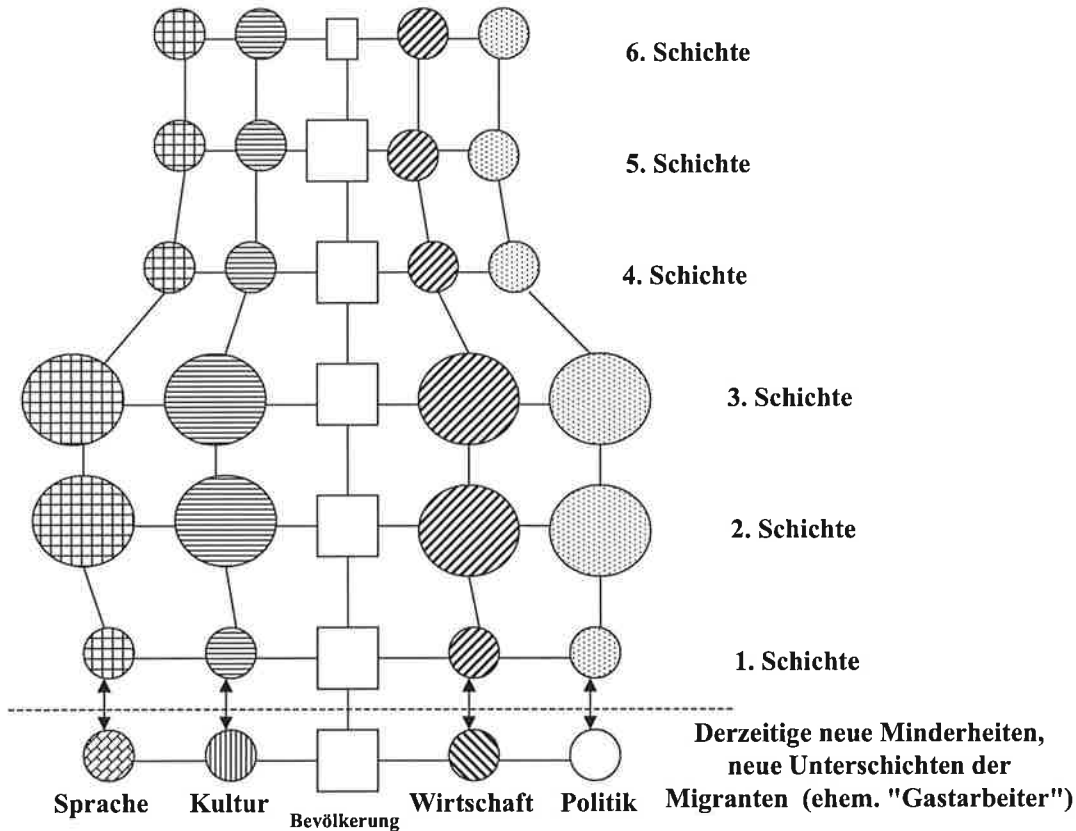 6. Schichte
5. Schichte
4. Schichte
3. Schichte
2. Schichte
1. Schichte
Derzeitige neue Minderheiten,
neue Unterschichten der
Migranten (ehem. "Gastarbeiter")
Sprache Kultur Bevölkerung Wirtschaft Politik